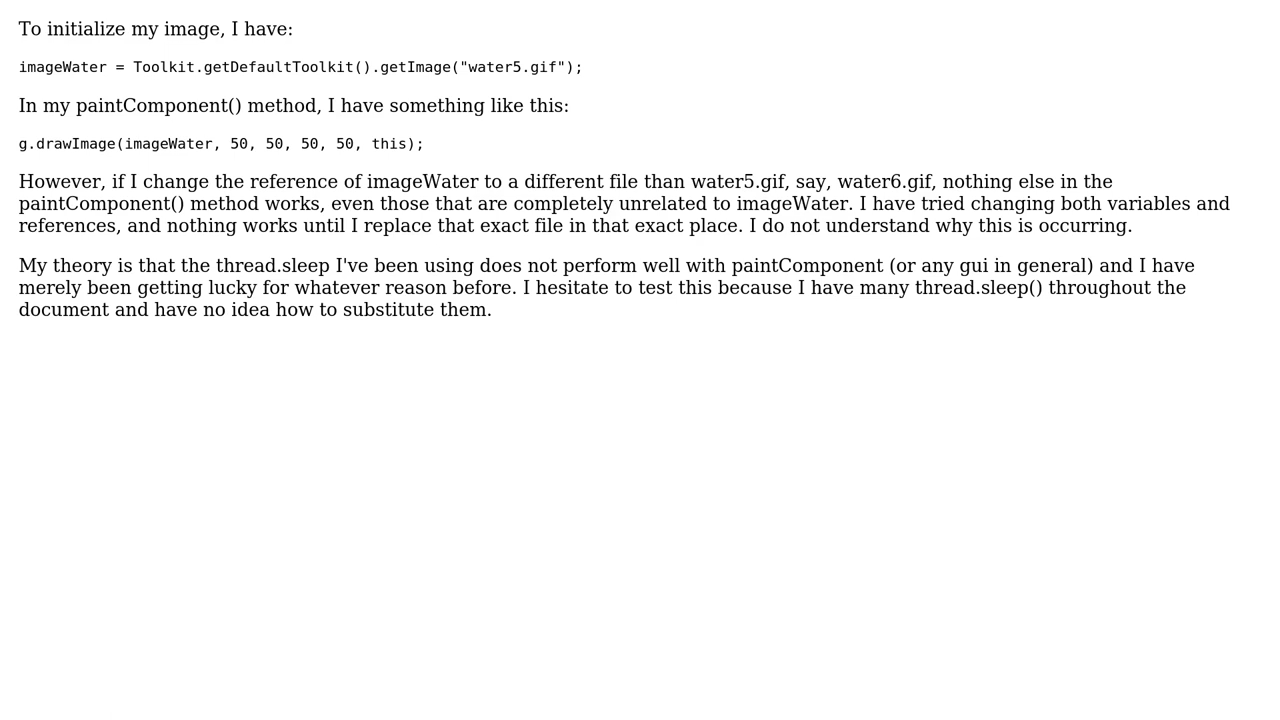 To initialize my image, I have:
imageWater = Toolkit.getDefaultToolkit().getImage("water5.gif");
In my paintComponent() method, I have something like this:
g.drawImage(imageWater, 50, 50, 50, 50, this);
However, if I change the reference of imageWater to a different file than water5.gif, say, water6.gif, nothing else in the
paintComponent() method works, even those that are completely unrelated to imageWater. I have tried changing both variables and
references, and nothing works until I replace that exact file in that exact place. I do not understand why this is occurring.
My theory is that the thread.sleep I've been using does not perform well with paintComponent (or any gui in general) and I have
merely been getting lucky for whatever reason before. I hesitate to test this because I have many thread.sleep() throughout the
document and have no idea how to substitute them.